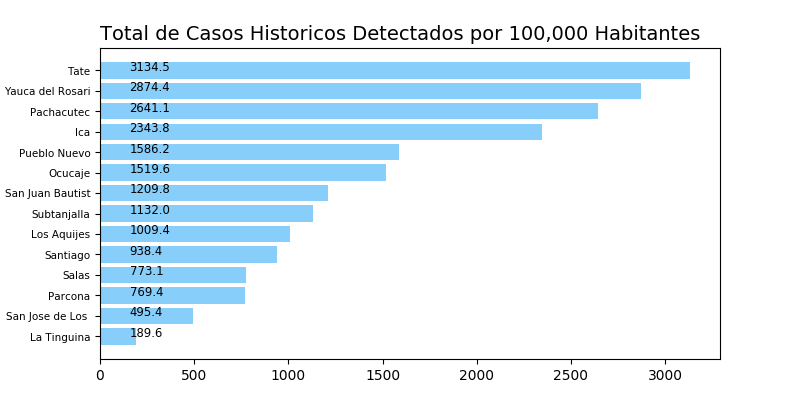 Total de Casos Historicos Detectados por 100,000 Habitantes
Tate 3134.5
Yauca del Rosari 2874.4
Pachacutec 2641.1
Ica 2343.8
Pueblo Nuevo 1586.2
Ocucaje 1519.6
San Juan Bautist 1209.8
Subtanjalla 1132.0
Los Aquijes 1009.4
Santiago 938.4
Salas 773.1
Parcona 769.4
San Jose de Los 495.4
La Tinguina 189.6
0 500 1000 1500 2000 2500 3000